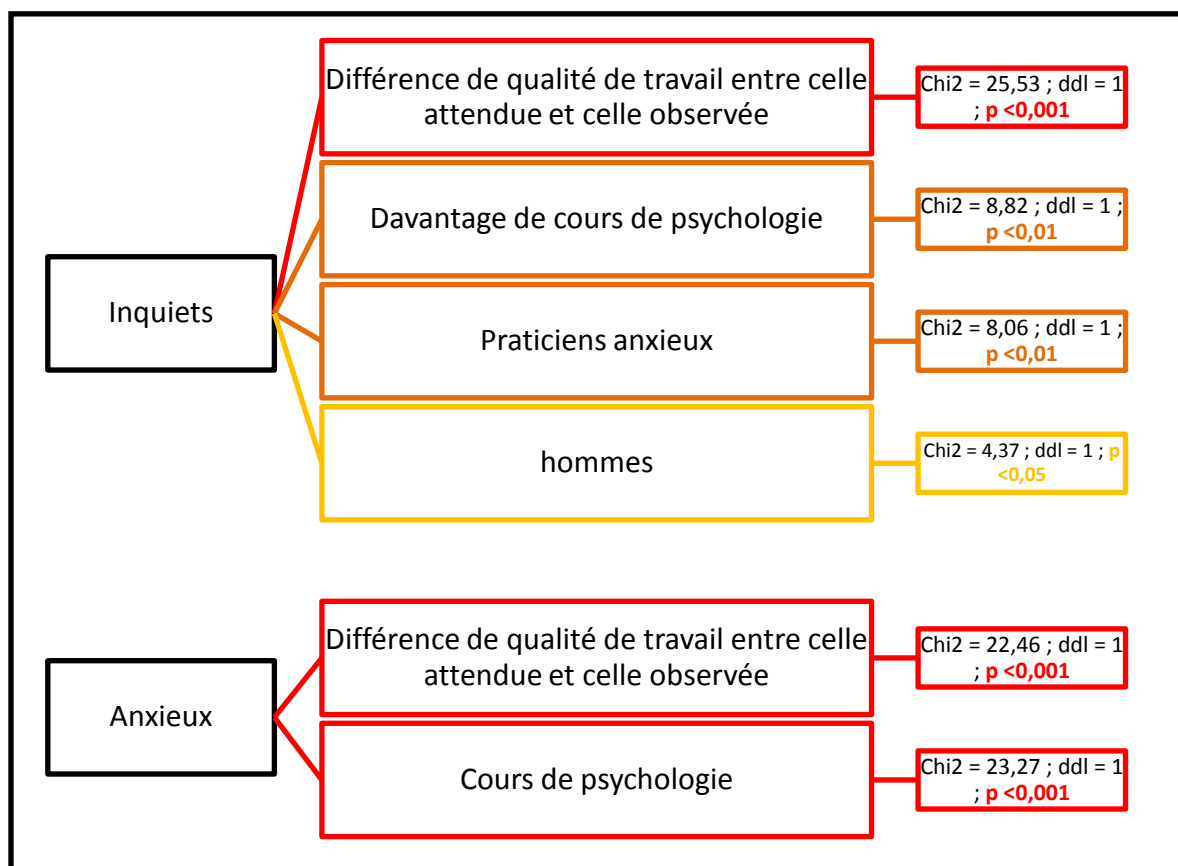 Différence de qualité de travail entre celle
attendue et celle observée
Chi2 = 25,53 ; ddl = 1
; p <0,001
Davantage de cours de psychologie
Chi2 = 8,82 ; ddl = 1 ;
p <0,01
Inquiets
Praticiens anxieux
Chi2 = 8,06 ; ddl = 1 ;
p <0,01
hommes
Chi2 = 4,37 ; ddl = 1 ; p
<0,05
Différence de qualité de travail entre celle
attendue et celle observée
Chi2 = 22,46 ; ddl = 1
; p <0,001
Anxieux
Cours de psychologie
Chi2 = 23,27 ; ddl = 1
; p <0,001